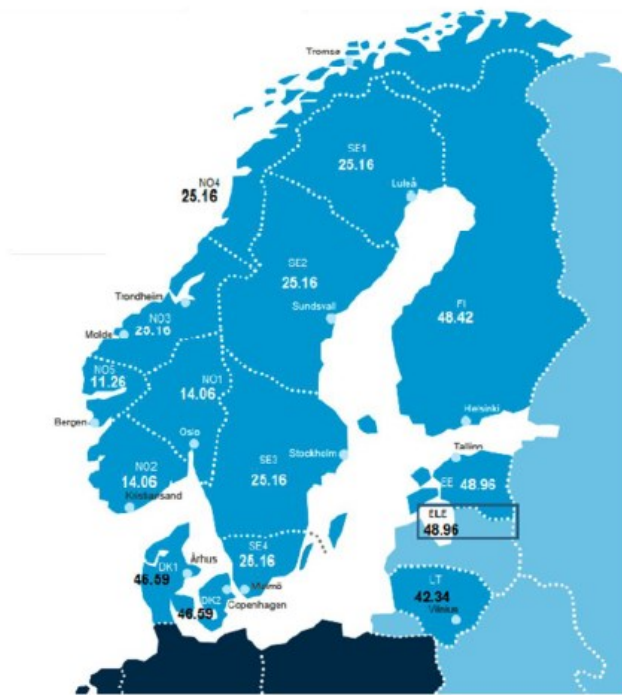 Tromsø
SE1
25.16
NO4
25.16
Luleå
SE2
25.16
Trondheim
NO3
25.16
Sundsvall
FI
48.42
Molde
NO5
11.26
NO1
14.06
Bergen
Oslo
Helsinki
Stockholm
Tallinn
SE3
25.16
NO2
14.06
Kristiansand
EE 48.96
ELE
48.96
SE4
25.16
Århus
DK1
46.59
Malmö
DK2
46.59
Copenhagen
LT
42.34
Vilnius